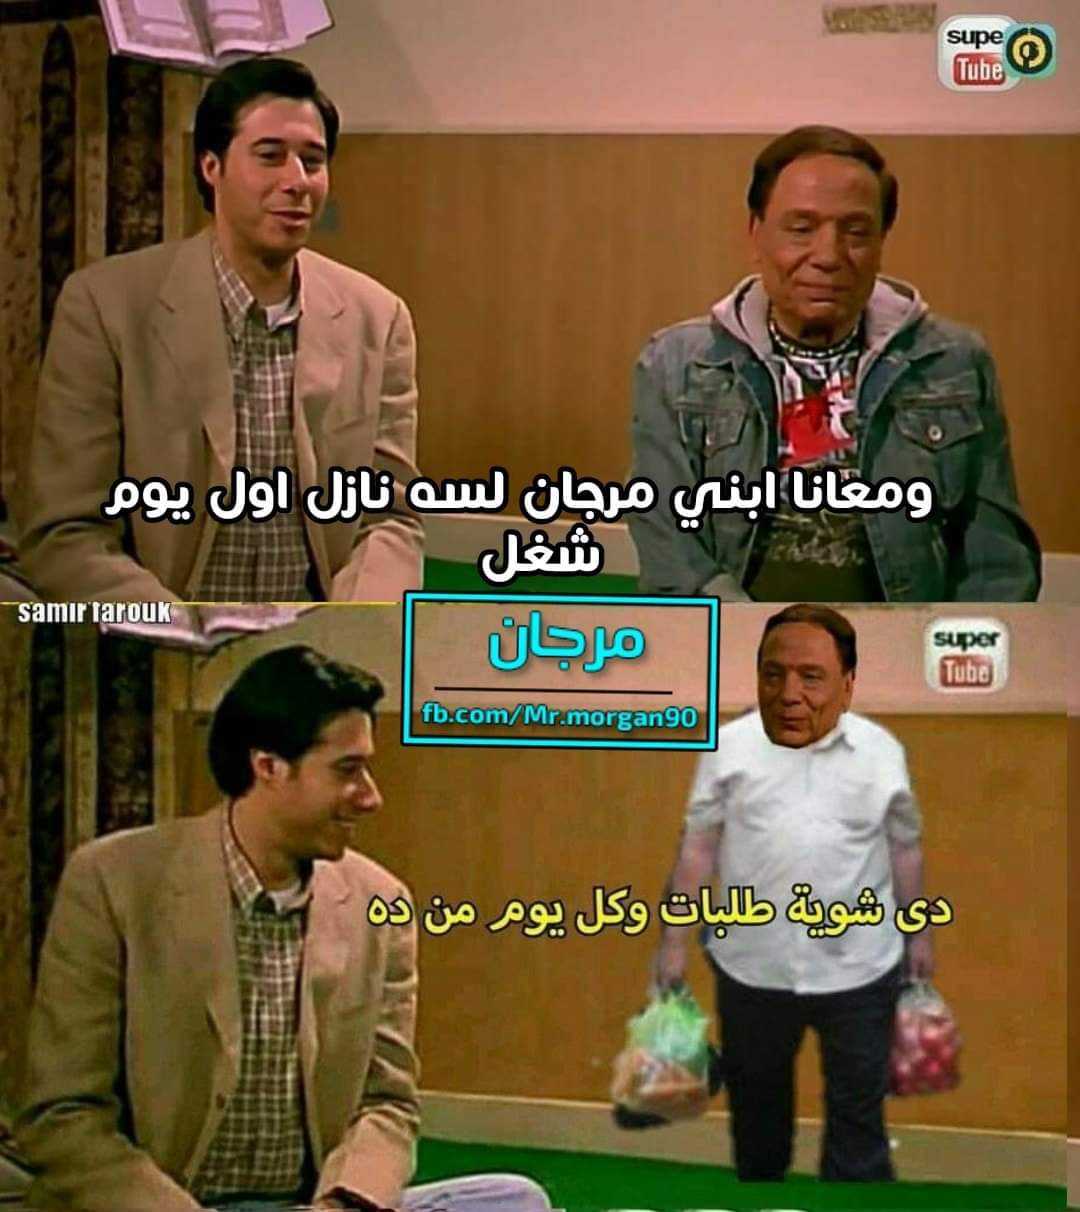 supe
Tube
ومعانا ابني مرجان لسه نازل اول يوم
شغل
samir farouk
مرجان
fb.com/Mr.morgan90
super
Tube
دى شوية طلبات وكل يوم من ده